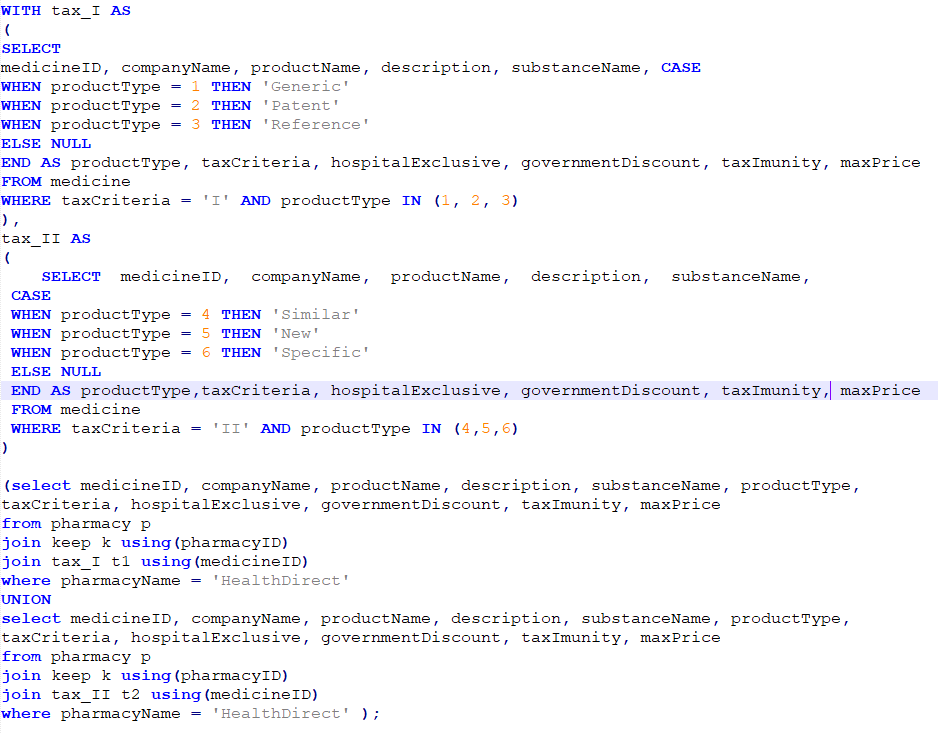 WITH tax_I AS
(
SELECT
medicineID, companyName, productName, description, substanceName, CASE
WHEN productType = 1 THEN 'Generic'
WHEN productType = 2 THEN 'Patent'
WHEN productType = 3 THEN 'Reference'
ELSE NULL
END AS productType, taxCriteria, hospitalExclusive, governmentDiscount, taxImunity, maxPrice
FROM medicine
WHERE taxCriteria = 'I' AND productType IN (1, 2, 3)
),
tax_II AS
(
    SELECT  medicineID,  companyName,  productName,  description,  substanceName,
 CASE
 WHEN productType = 4 THEN 'Similar'
 WHEN productType = 5 THEN 'New'
 WHEN productType = 6 THEN 'Specific'
 ELSE NULL
 END AS productType,taxCriteria, hospitalExclusive, governmentDiscount, taxImunity, maxPrice
 FROM medicine
 WHERE taxCriteria = 'II' AND productType IN (4,5,6)
)

(select medicineID, companyName, productName, description, substanceName, productType,
taxCriteria, hospitalExclusive, governmentDiscount, taxImunity, maxPrice
from pharmacy p
join keep k using(pharmacyID)
join tax_I t1 using(medicineID)
where pharmacyName = 'HealthDirect'
UNION
select medicineID, companyName, productName, description, substanceName, productType,
taxCriteria, hospitalExclusive, governmentDiscount, taxImunity, maxPrice
from pharmacy p
join keep k using(pharmacyID)
join tax_II t2 using(medicineID)
where pharmacyName = 'HealthDirect' );